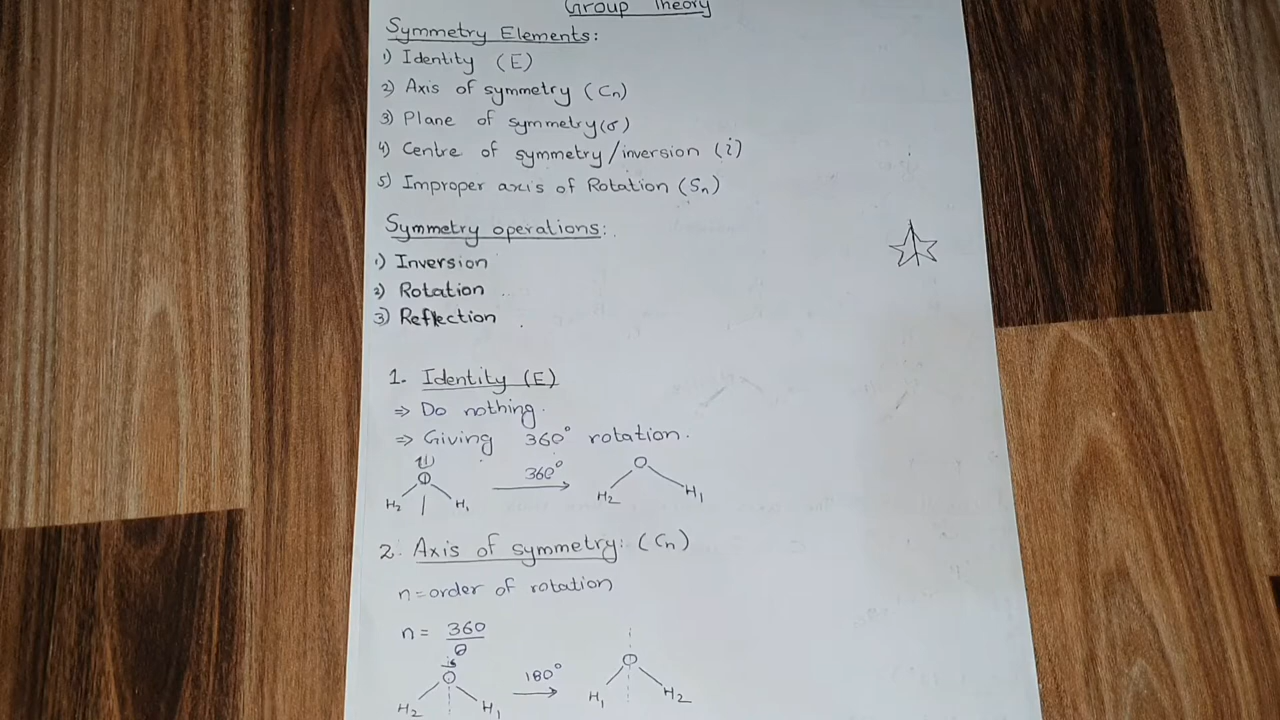 Group Theory
Symmetry Elements:
1) Identity (E)
2) Axis of symmetry (Cn)
3) Plane of symmetry (σ)
4) Centre of symmetry/inversion (i)
5) Improper axis of Rotation (Sn)
Symmetry operations:
1) Inversion
2) Rotation
3) Reflection
1. Identity (E)
⇒ Do nothing.
⇒ Giving 360° rotation.
O 360° O
H2 H1 H2 H1
2. Axis of symmetry: (Cn)
n = order of rotation
n = 360
θ
O 180° O
H2 H1 H1 H2